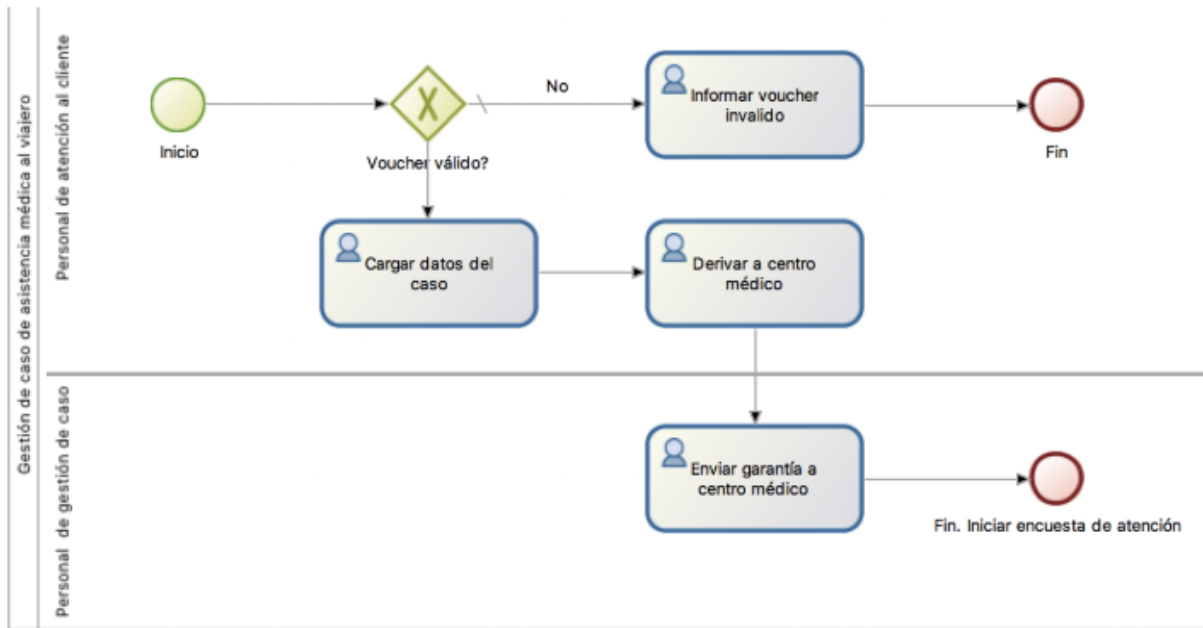 Gestión de caso de asistencia médica al viajero
Personal de atención al cliente
Inicio
Voucher válido?
No
Informar voucher
invalido
Fin
Cargar datos del
caso
Derivar a centro
médico
Personal de gestión de caso
Enviar garantía a
centro médico
Fin. Iniciar encuesta de atención